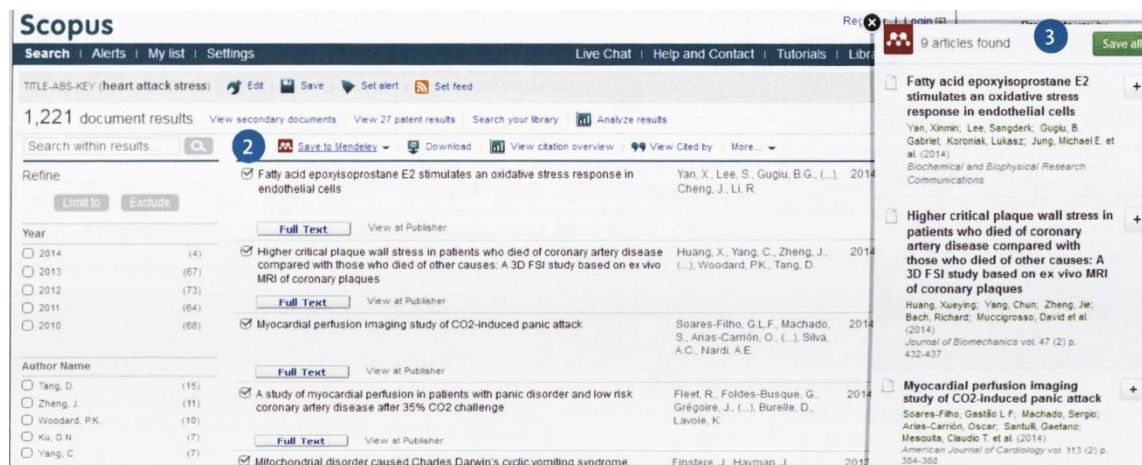 Scopus
Search | Alerts | My list | Settings
Live Chat | Help and Contact | Tutorials |
TITLE-ABS-KEY (heart attack stress) Edit Save Set alert Set feed
1,221 document results View secondary documents View 27 patent results Search your library Analyze results
Search within results...
2 Save to Mendeley Download View citation overview View Cited by More...
Refine
Limit to Exclude
Year
2014 (4)
2013 (67)
2012 (73)
2011 (64)
2010 (68)
Author Name
Tang, D. (15)
Zheng, J. (11)
Woodard, P.K. (10)
Ku, D.N. (7)
Yang, C. (7)
Fatty acid epoxyisoprostane E2 stimulates an oxidative stress response in
endothelial cells
Yan, X., Lee, S., Gugiu, B.G., (...),
Cheng, J., Li, R.
2014
Full Text View at Publisher
Higher critical plaque wall stress in patients who died of coronary artery disease
compared with those who died of other causes: A 3D FSI study based on ex vivo
MRI of coronary plaques
Huang, X., Yang, C., Zheng, J.,
(...), Woodard, P.K., Tang, D.
2014
Full Text View at Publisher
Myocardial perfusion imaging study of CO2-induced panic attack
Soares-Filho, G.L.F., Machado,
S., Arias-Carrión, O., (...), Silva,
A.C., Nardi, A.E.
2014
Full Text View at Publisher
A study of myocardial perfusion in patients with panic disorder and low risk
coronary artery disease after 35% CO2 challenge
Fleet, R., Foldes-Busque, G.,
Grégoire, J., (...), Burelle, D.,
Lavoie, K.
2014
Full Text View at Publisher
Mitochondrial disorder caused Charles Darwin's cyclic vomiting syndrome
Finsterer, J., Hayman, J.
9 articles found 3 Save all
Fatty acid epoxyisoprostane E2
stimulates an oxidative stress
response in endothelial cells
Yan, Xinmin; Lee, Sangderk; Gugiu, B.
Gabriel; Koroniak, Lukasz; Jung, Michael E. et
al. (2014)
Biochemical and Biophysical Research
Communications
Higher critical plaque wall stress in
patients who died of coronary
artery disease compared with
those who died of other causes: A
3D FSI study based on ex vivo MRI
of coronary plaques
Huang, Xueying; Yang, Chun; Zheng, Jie;
Bach, Richard; Muccigrosso, David et al.
(2014)
Journal of Biomechanics vol. 47 (2) p.
432-437
Myocardial perfusion imaging
study of CO2-induced panic attack
Soares-Filho, Gastão L F; Machado, Sergio;
Arias-Carrión, Oscar; Santulli, Gaetano;
Mesquita, Claudio T. et al. (2014)
American Journal of Cardiology vol. 113 (2) p.
384-388